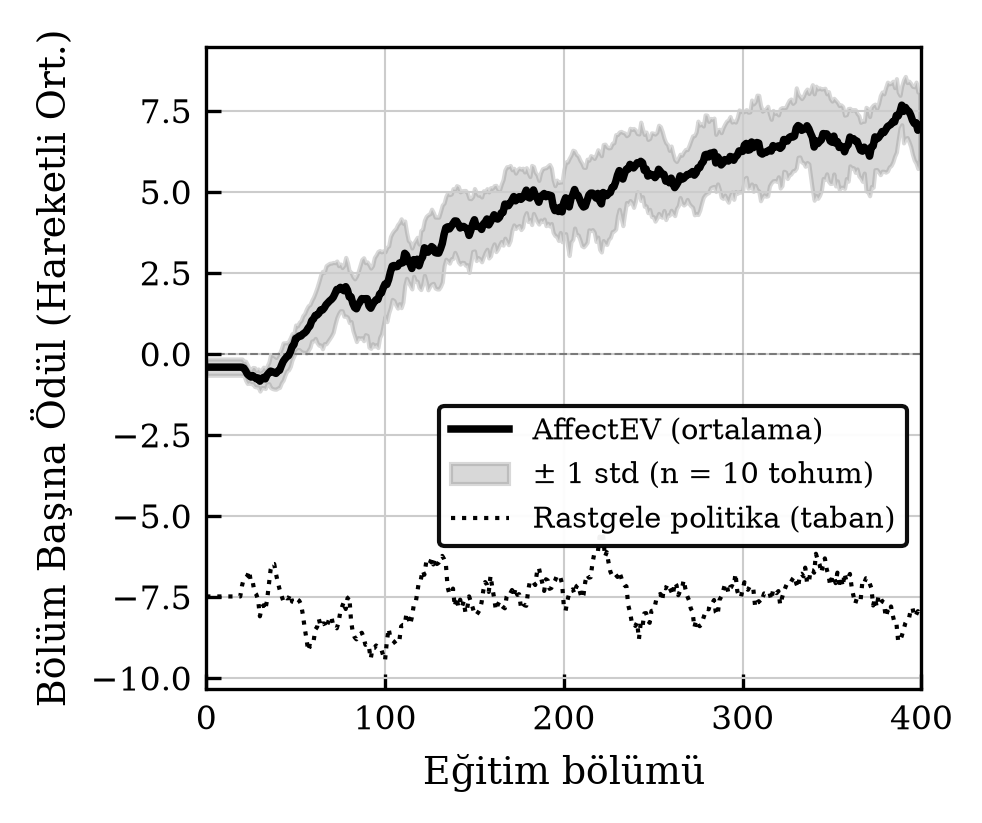 Bölüm Başına Ödül (Hareketli Ort.)
7.5
5.0
2.5
0.0
−2.5
−5.0
−7.5
−10.0
AffectEV (ortalama)
± 1 std (n = 10 tohum)
Rastgele politika (taban)
0 100 200 300 400
Eğitim bölümü